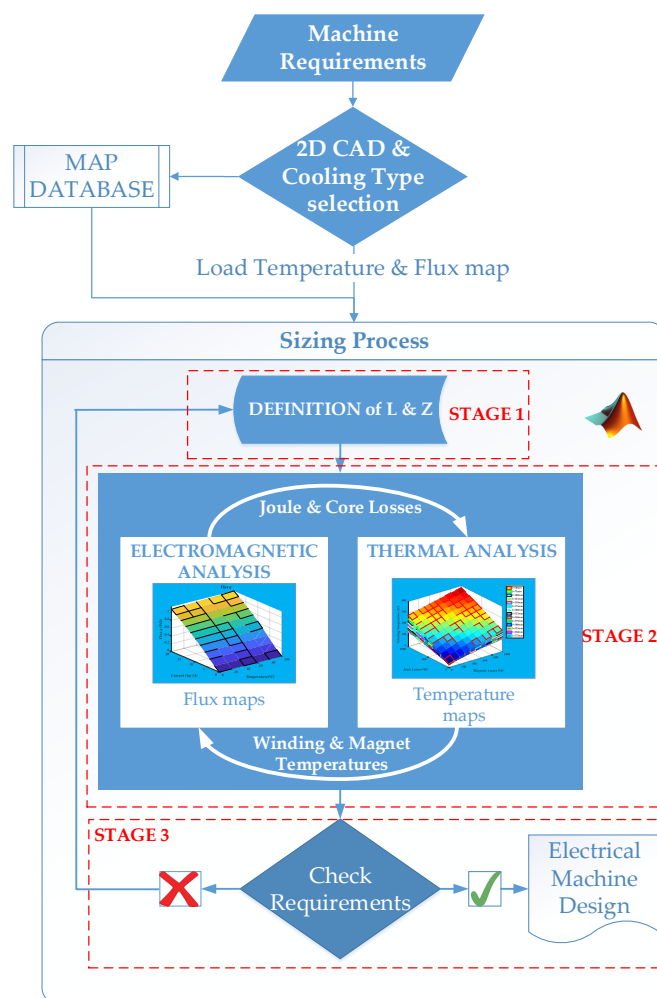 Machine
Requirements
2D CAD &
Cooling Type
selection
MAP
DATABASE
Load Temperature & Flux map
Sizing Process
DEFINITION of L & Z
STAGE 1
Joule & Core Losses
ELECTROMAGNETIC
ANALYSIS
THERMAL ANALYSIS
Flux maps
Temperature
maps
STAGE 2
Winding & Magnet
Temperatures
STAGE 3
Check
Requirements
Electrical
Machine
Design